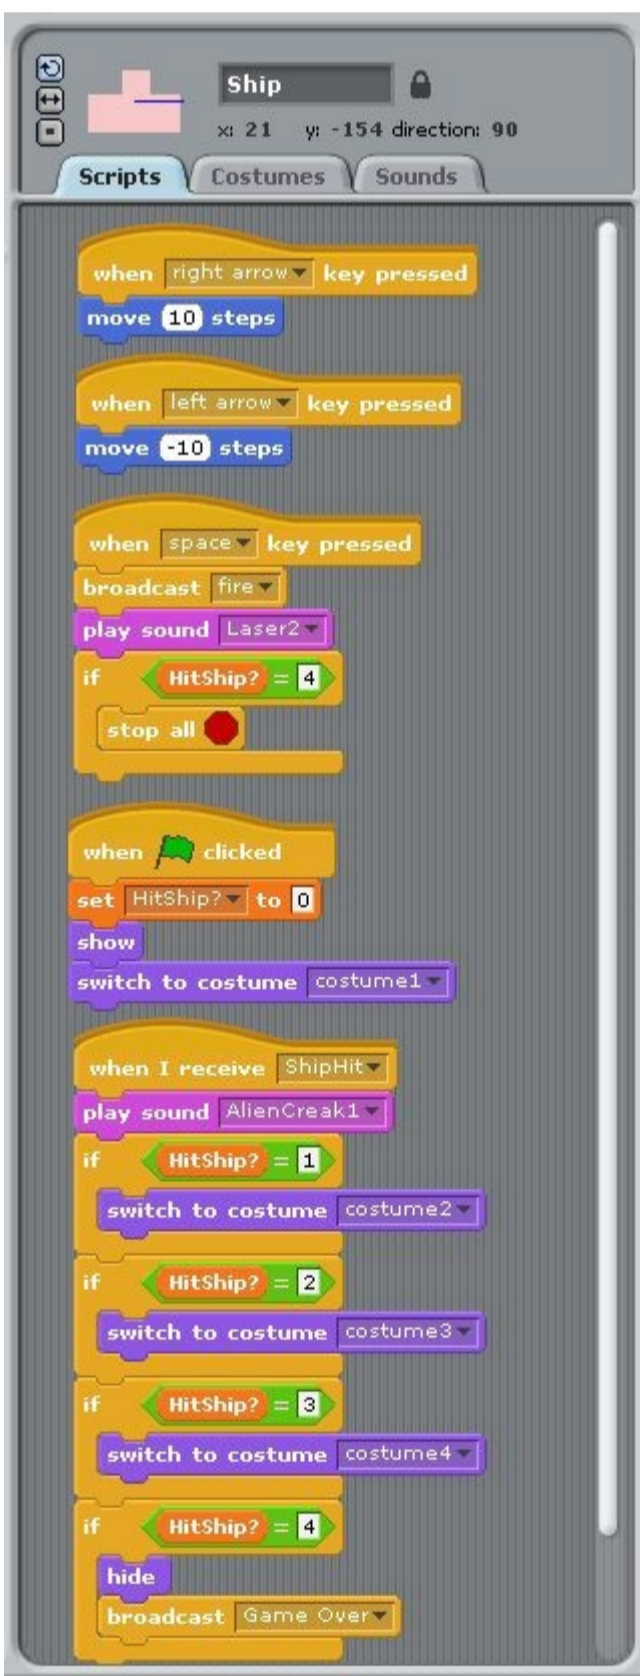 Ship
x: 21 y: -154 direction: 90
Scripts Costumes Sounds
when right arrow key pressed
move 10 steps
when left arrow key pressed
move -10 steps
when space key pressed
broadcast fire
play sound Laser2
if HitShip? = 4
stop all
when clicked
set HitShip? to 0
show
switch to costume costume1
when I receive ShipHit
play sound AlienCreak1
if HitShip? = 1
switch to costume costume2
if HitShip? = 2
switch to costume costume3
if HitShip? = 3
switch to costume costume4
if HitShip? = 4
hide
broadcast Game Over